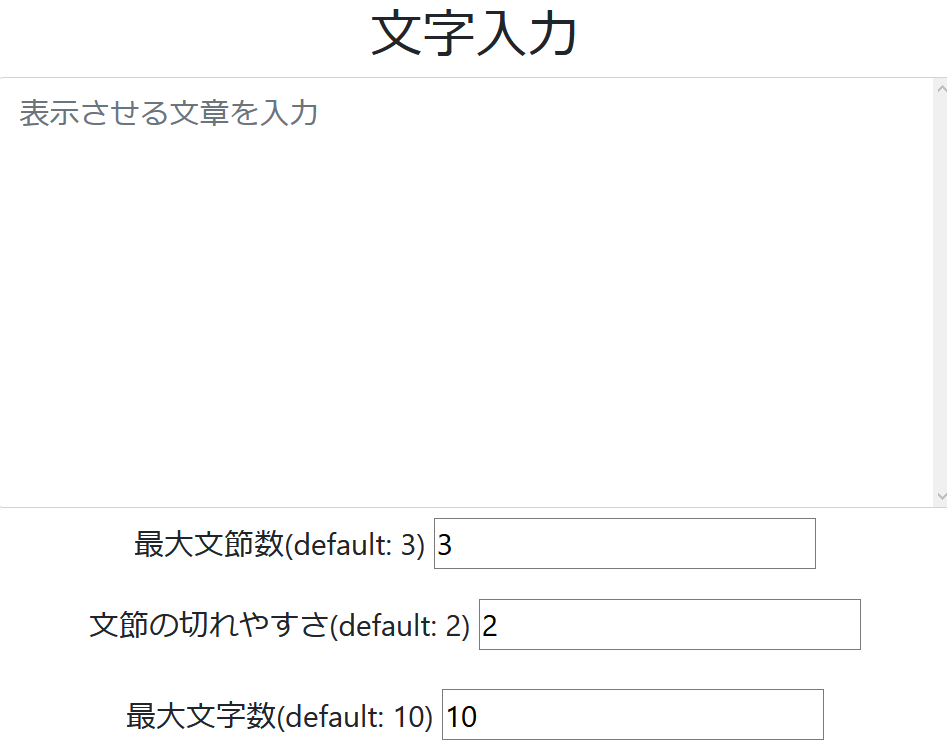 文字入力
表示させる文章を入力
最大文節数(default: 3) 3
文節の切れやすさ(default: 2) 2
最大文字数(default: 10) 10